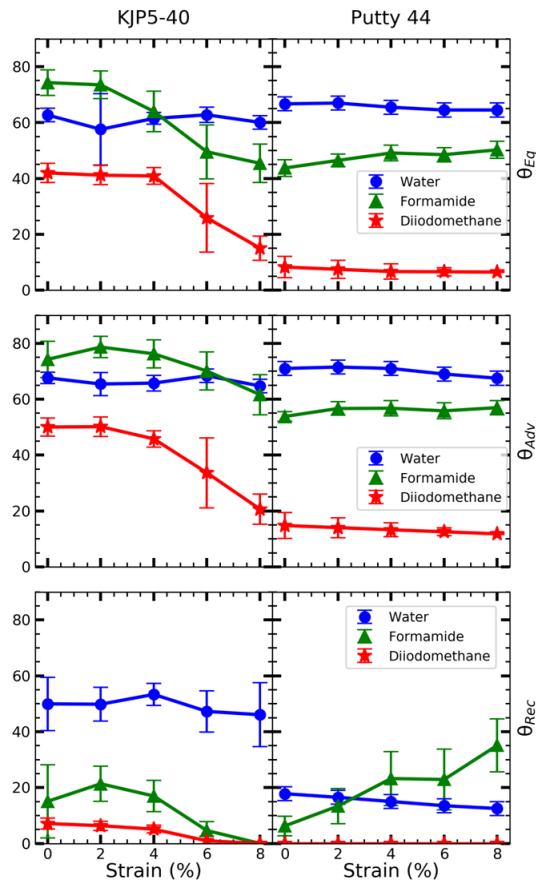 KJP5-40 Putty 44
80
60
40
20
0
Water
Formamide
Diiodomethane
θEq
80
60
40
20
0
Water
Formamide
Diiodomethane
θAdv
80
60
40
20
0
Water
Formamide
Diiodomethane
θRec
0 2 4 6 8 0 2 4 6 8
Strain (%) Strain (%)